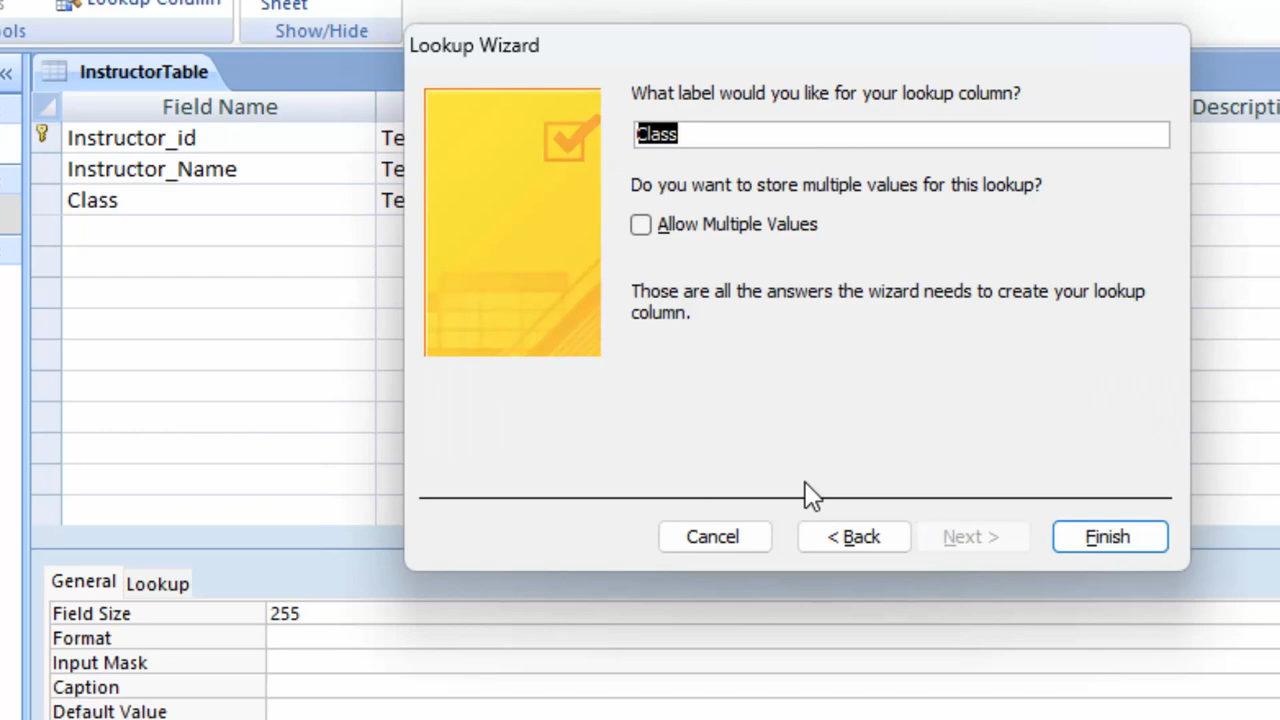 Lookup Column
Sheet
ols
Show/Hide
Lookup Wizard
InstructorTable
What label would you like for your lookup column?
Field Name
Descripti
Class
Instructor_id
Te
Instructor_Name
Te
Class
Te
Do you want to store multiple values for this lookup?
Allow Multiple Values
Those are all the answers the wizard needs to create your lookup
column.
Cancel
< Back
Next >
Finish
General
Lookup
Field Size
255
Format
Input Mask
Caption
Default Value